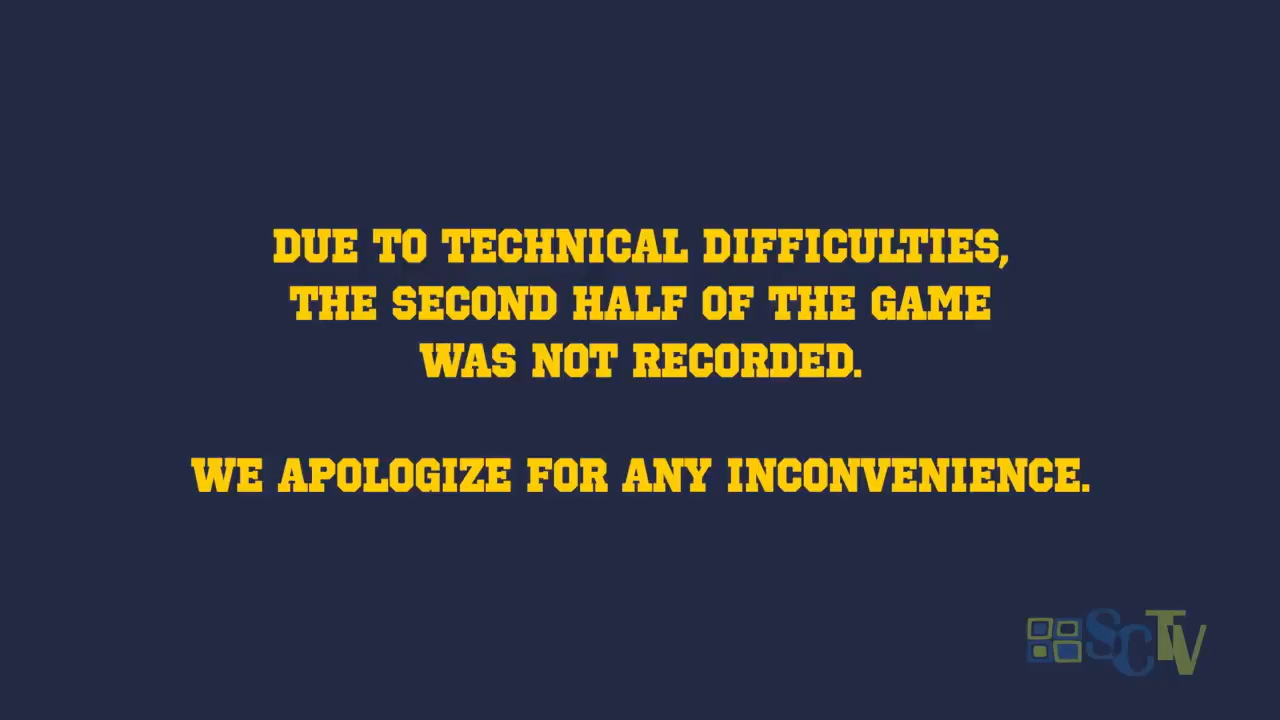 DUE TO TECHNICAL DIFFICULTIES,
THE SECOND HALF OF THE GAME
WAS NOT RECORDED.
WE APOLOGIZE FOR ANY INCONVENIENCE.
SCTV